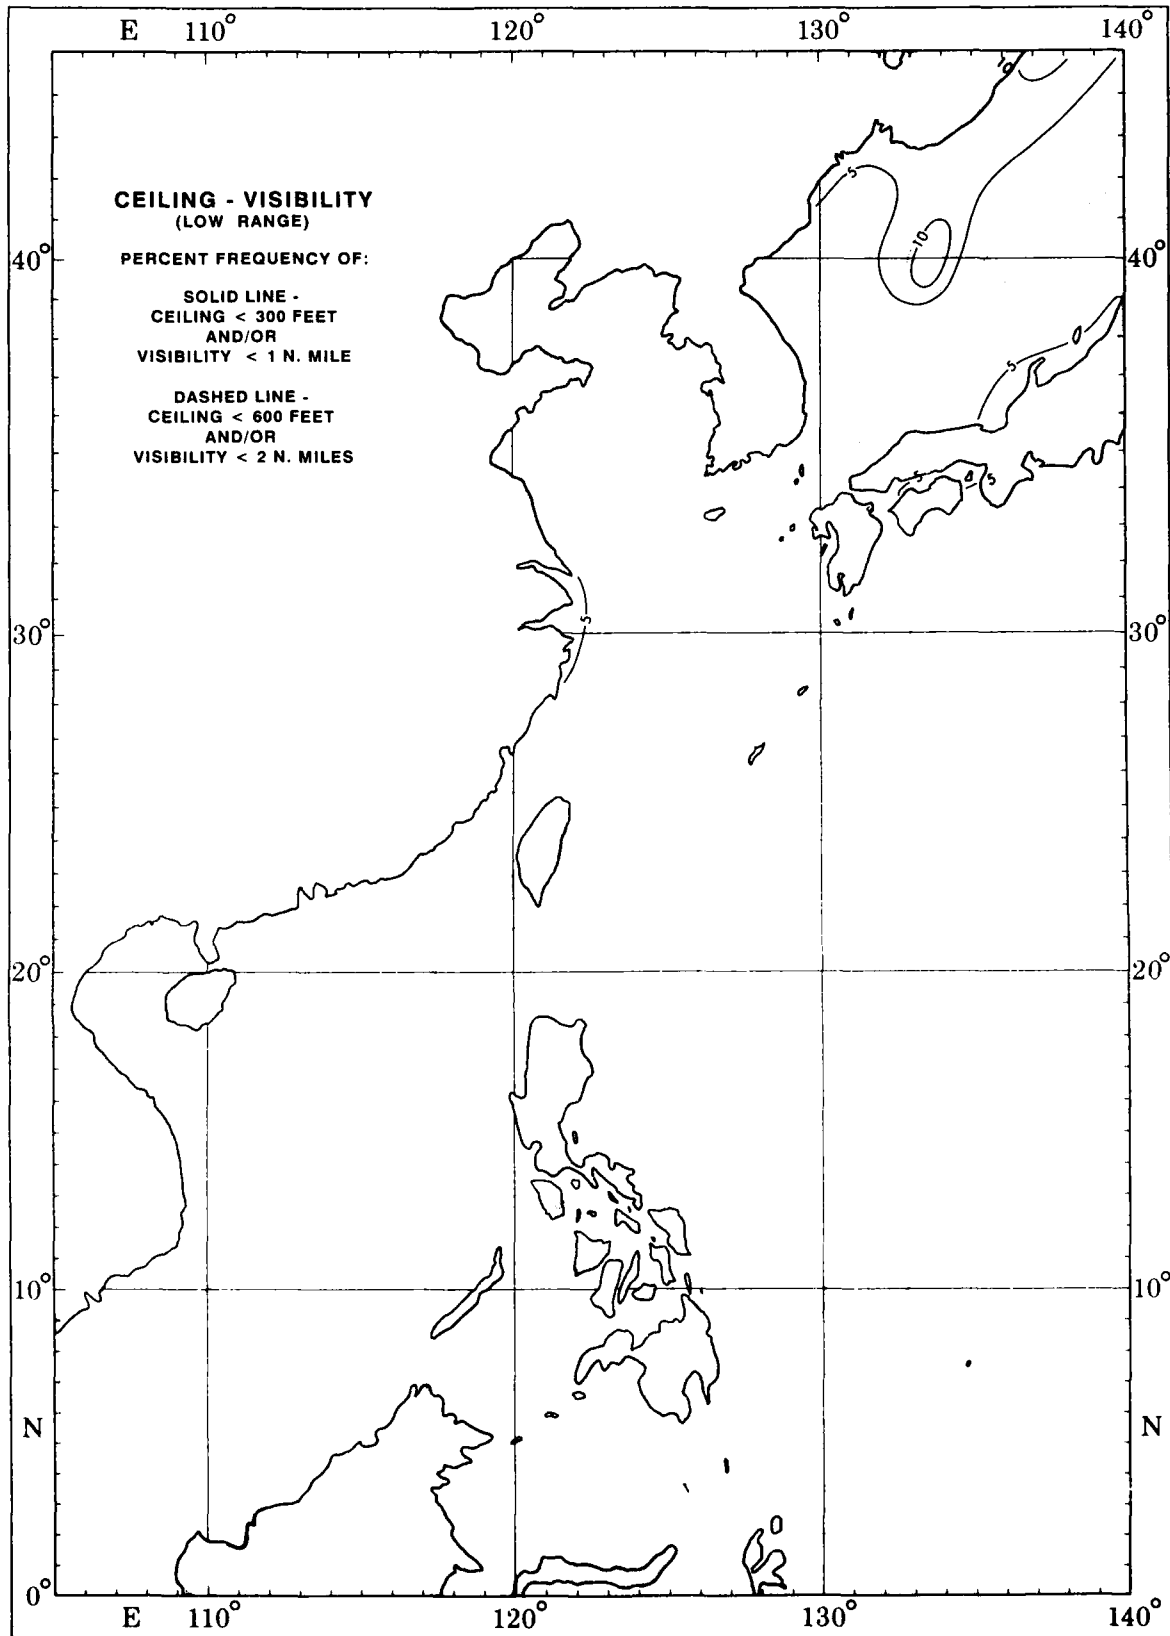 E 110° 120° 130° 140°
10
5
CEILING - VISIBILITY
(LOW RANGE)
10
40° 40°
PERCENT FREQUENCY OF:
SOLID LINE -
CEILING < 300 FEET
AND/OR
VISIBILITY < 1 N. MILE
5
DASHED LINE -
CEILING < 600 FEET
AND/OR
VISIBILITY < 2 N. MILES
5 5
5
30° 30°
20° 20°
10° 10°
N N
0°
E 110° 120° 130° 140°